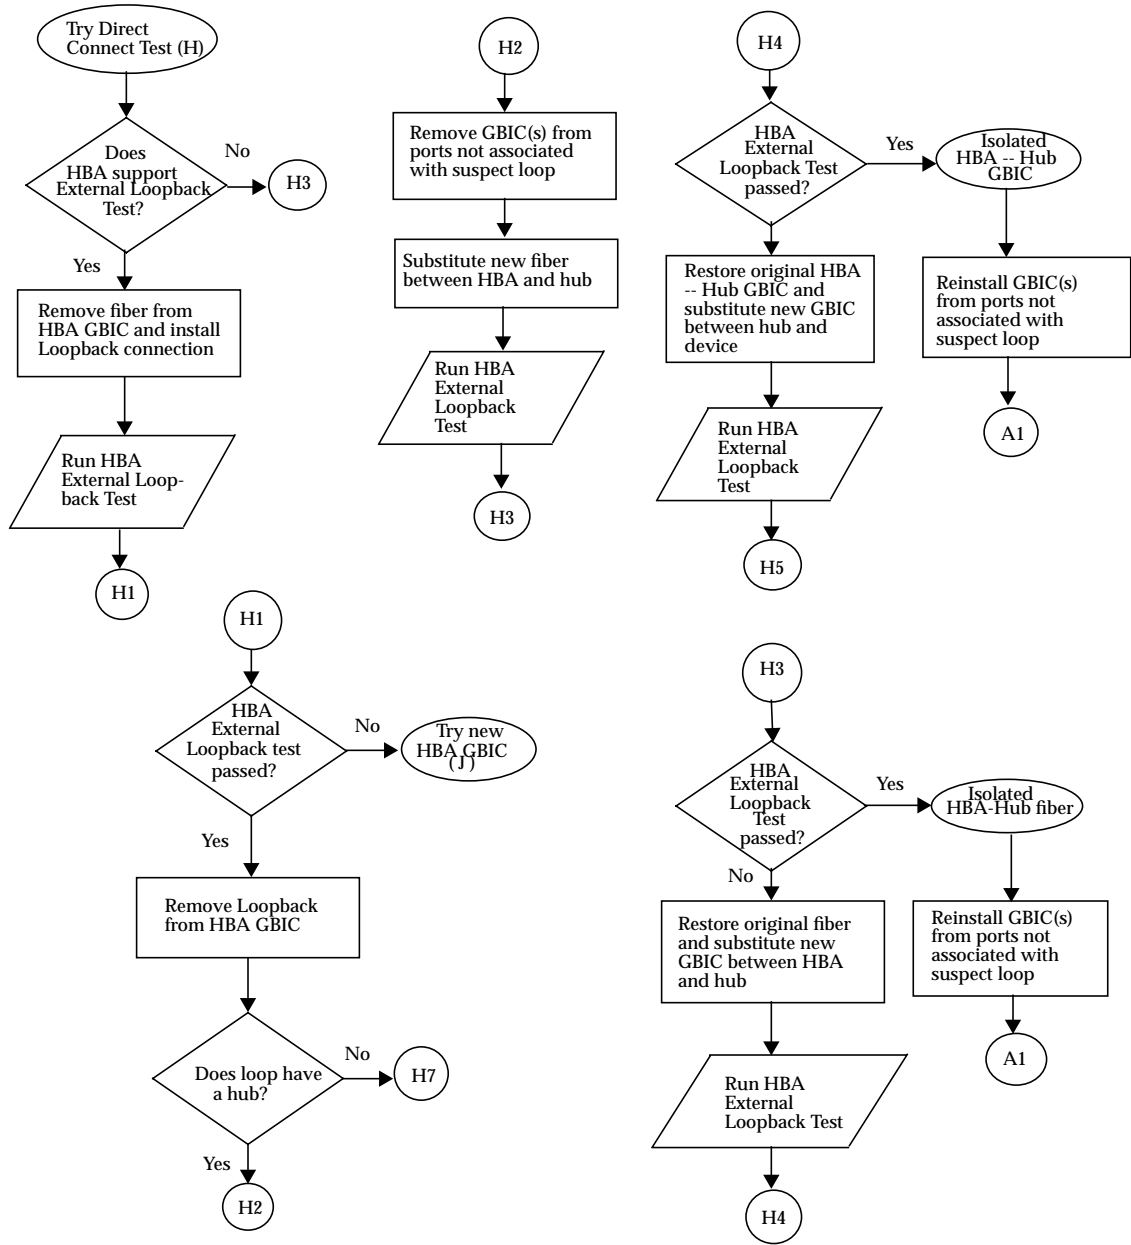 Try Direct
Connect Test (H)
Does
HBA support
External Loopback
Test?
No
H3
Yes
Remove fiber from
HBA GBIC and install
Loopback connection
Run HBA
External Loop-
back Test
H1
H2
Remove GBIC(s) from
ports not associated
with suspect loop
Substitute new fiber
between HBA and hub
Run HBA
External
Loopback
Test
H3
H4
HBA
External
Loopback Test
passed?
Yes
Isolated
HBA -- Hub
GBIC
Restore original HBA
-- Hub GBIC and
substitute new GBIC
between hub and
device
Reinstall GBIC(s)
from ports not
associated with
suspect loop
A1
Run HBA
External
Loopback
Test
H5
H1
HBA
External
Loopback test
passed?
No
Try new
HBA GBIC
( J )
Yes
Remove Loopback
from HBA GBIC
Does loop have
a hub?
No
H7
Yes
H2
H3
HBA
External
Loopback
Test
passed?
Yes
Isolated
HBA-Hub fiber
No
Restore original fiber
and substitute new
GBIC between HBA
and hub
Reinstall GBIC(s)
from ports not
associated with
suspect loop
A1
Run HBA
External
Loopback Test
H4